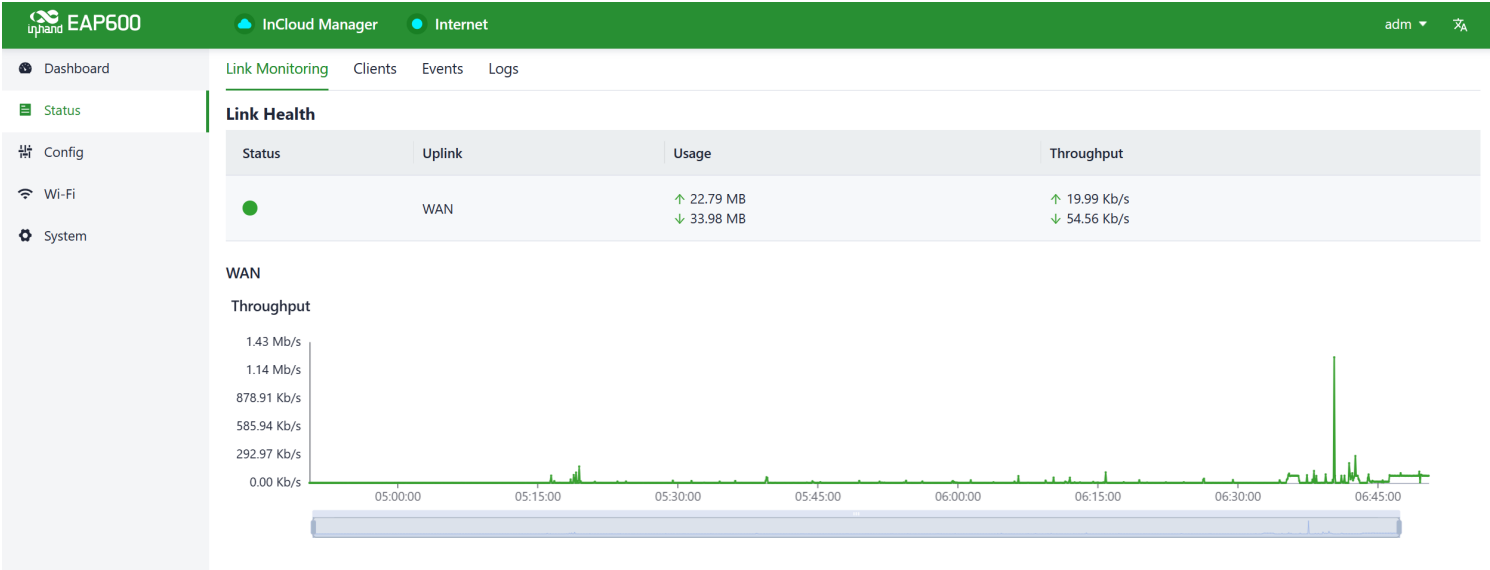 inhand EAP600
InCloud Manager
Internet
adm
Dashboard
Status
Config
Wi-Fi
System
Link Monitoring
Clients
Events
Logs
Link Health
Status Uplink Usage Throughput
WAN
↑ 22.79 MB
↓ 33.98 MB
↑ 19.99 Kb/s
↓ 54.56 Kb/s
WAN
Throughput
1.43 Mb/s
1.14 Mb/s
878.91 Kb/s
585.94 Kb/s
292.97 Kb/s
0.00 Kb/s
05:00:00 05:15:00 05:30:00 05:45:00 06:00:00 06:15:00 06:30:00 06:45:00